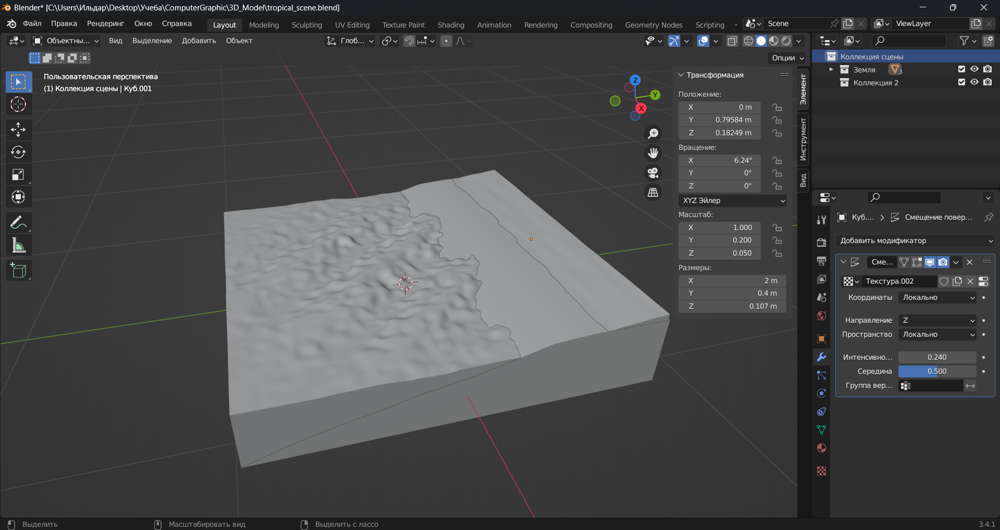 Blender* [C:\Users\Ильдар\Desktop\Учеба\ComputerGraphic\3D_Model\tropical_scene.blend]
Файл Правка Рендеринг Окно Справка Layout Modeling Sculpting UV Editing Texture Paint Shading Animation Rendering Compositing Geometry Nodes Scripting Scene ViewLayer
Объектны... Вид Выделение Добавить Объект Глоб...
Опции
Пользовательская перспектива
(1) Коллекция сцены | Куб.001
Z
Y
X
Трансформация
Положение:
X 0 m
Y 0.79584 m
Z 0.18249 m
Вращение:
X 6.24°
Y 0°
Z 0°
XYZ Эйлер
Масштаб:
X 1.000
Y 0.200
Z 0.050
Размеры:
X 2 m
Y 0.4 m
Z 0.107 m
Элемент
Инструмент
Вид
Коллекция сцены
Земля 3
Коллекция 2
Куб.... Смещение повер...
Добавить модификатор
Сме...
Текстура.002
Координаты Локально
Направление Z
Пространство Локально
Интенсивно... 0.240
Середина 0.500
Группа вер...
Выделить Масштабировать вид Выделить с лассо 3.4.1